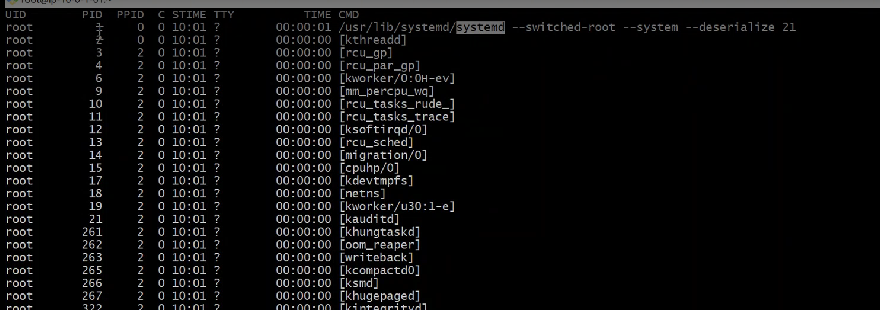 UID PID PPID C STIME TTY TIME CMD
root 1 0 0 10:01 ? 00:00:01 /usr/lib/systemd/systemd --switched-root --system --deserialize 21
root 2 0 0 10:01 ? 00:00:00 [kthreadd]
root 3 2 0 10:01 ? 00:00:00 [rcu_gp]
root 4 2 0 10:01 ? 00:00:00 [rcu_par_gp]
root 6 2 0 10:01 ? 00:00:00 [kworker/0:0H-ev]
root 9 2 0 10:01 ? 00:00:00 [mm_percpu_wq]
root 10 2 0 10:01 ? 00:00:00 [rcu_tasks_rude_]
root 11 2 0 10:01 ? 00:00:00 [rcu_tasks_trace]
root 12 2 0 10:01 ? 00:00:00 [ksoftirqd/0]
root 13 2 0 10:01 ? 00:00:00 [rcu_sched]
root 14 2 0 10:01 ? 00:00:00 [migration/0]
root 15 2 0 10:01 ? 00:00:00 [cpuhp/0]
root 17 2 0 10:01 ? 00:00:00 [kdevtmpfs]
root 18 2 0 10:01 ? 00:00:00 [netns]
root 19 2 0 10:01 ? 00:00:00 [kworker/u30:1-e]
root 21 2 0 10:01 ? 00:00:00 [kauditd]
root 261 2 0 10:01 ? 00:00:00 [khungtaskd]
root 262 2 0 10:01 ? 00:00:00 [oom_reaper]
root 263 2 0 10:01 ? 00:00:00 [writeback]
root 265 2 0 10:01 ? 00:00:00 [kcompactd0]
root 266 2 0 10:01 ? 00:00:00 [ksmd]
root 267 2 0 10:01 ? 00:00:00 [khugepaged]
root 322 2 0 10:01 ? 00:00:00 [kintegrityd]